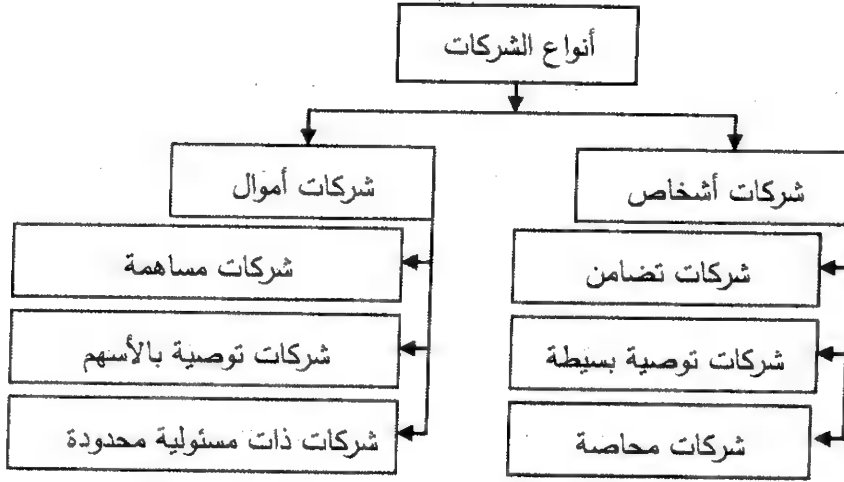 أنواع الشركات
شركات أشخاص
شركات أموال
شركات تضامن
شركات مساهمة
شركات توصية بسيطة
شركات توصية بالأسهم
شركات محاصة
شركات ذات مسئولية محدودة